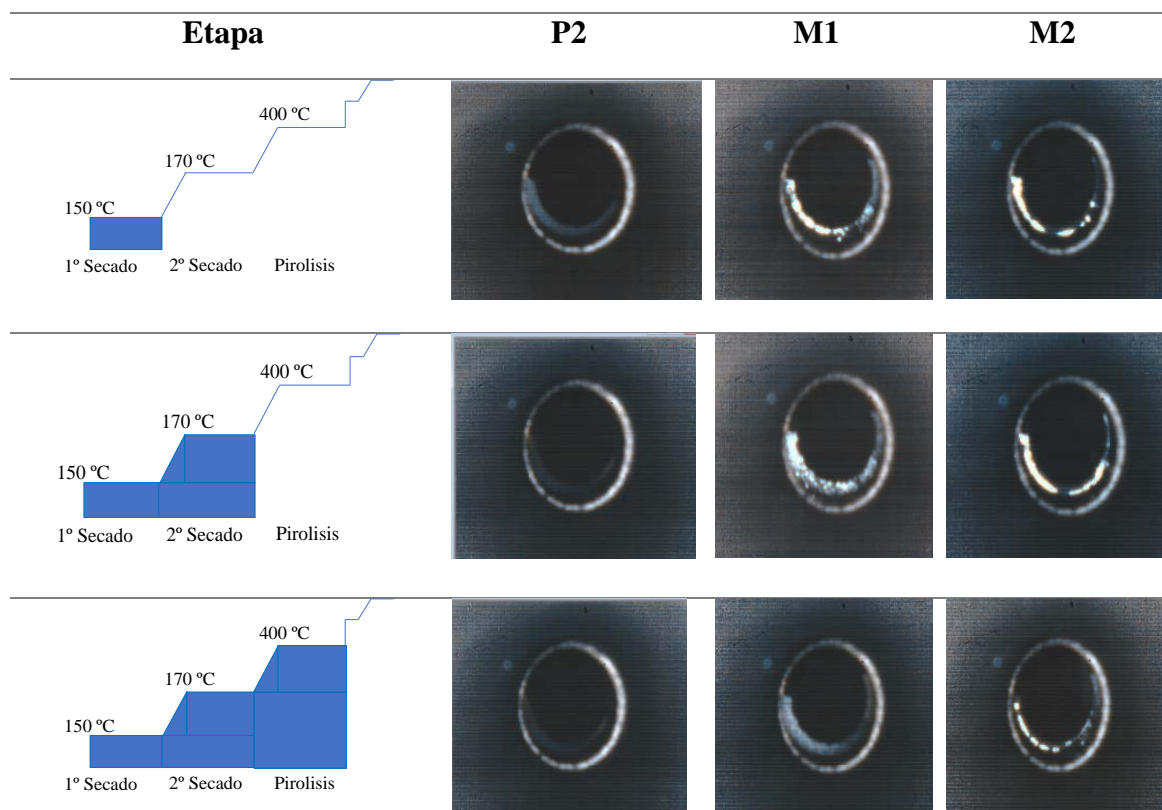 Etapa P2 M1 M2
400 ºC
170 ºC
150 ºC
1º Secado 2º Secado Pirolisis
400 ºC
170 ºC
150 ºC
1º Secado 2º Secado Pirolisis
400 ºC
170 ºC
150 ºC
1º Secado 2º Secado Pirolisis